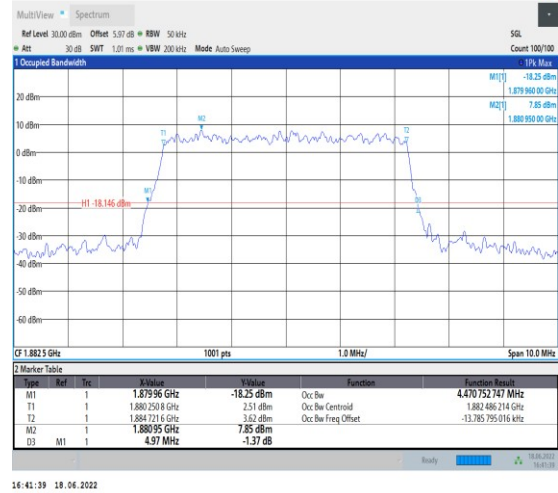 MultiView Spectrum
Ref Level 30.00 dBm Offset 5.97 dB RBW 50 kHz SGL
Att 30 dB SWT 1.01 ms VBW 200 kHz Mode Auto Sweep Count 100/100
1 Occupied Bandwidth 1Pk Max
M1[1] -18.25 dBm
1.879 960 00 GHz
M2[1] 7.85 dBm
1.880 950 00 GHz
20 dBm
10 dBm
M2
T1
T2
0 dBm
-10 dBm
M1
H1 -18.146 dBm
-20 dBm
-30 dBm
-40 dBm
-50 dBm
-60 dBm
CF 1.882 5 GHz 1001 pts 1.0 MHz/ Span 10.0 MHz
2 Marker Table
Type Ref Trc X-Value Y-Value Function Function Result
M1 1 1.879 96 GHz -18.25 dBm Occ Bw 4.470 752 747 MHz
T1 1 1.880 250 8 GHz 2.51 dBm Occ Bw Centroid 1.882 486 214 GHz
T2 1 1.884 721 6 GHz 3.62 dBm Occ Bw Freq Offset -13.785 795 016 kHz
M2 1 1.880 95 GHz 7.85 dBm
D3 M1 1 4.97 MHz -1.37 dB
Ready 18.06.2022
16:41:39
16:41:39 18.06.2022